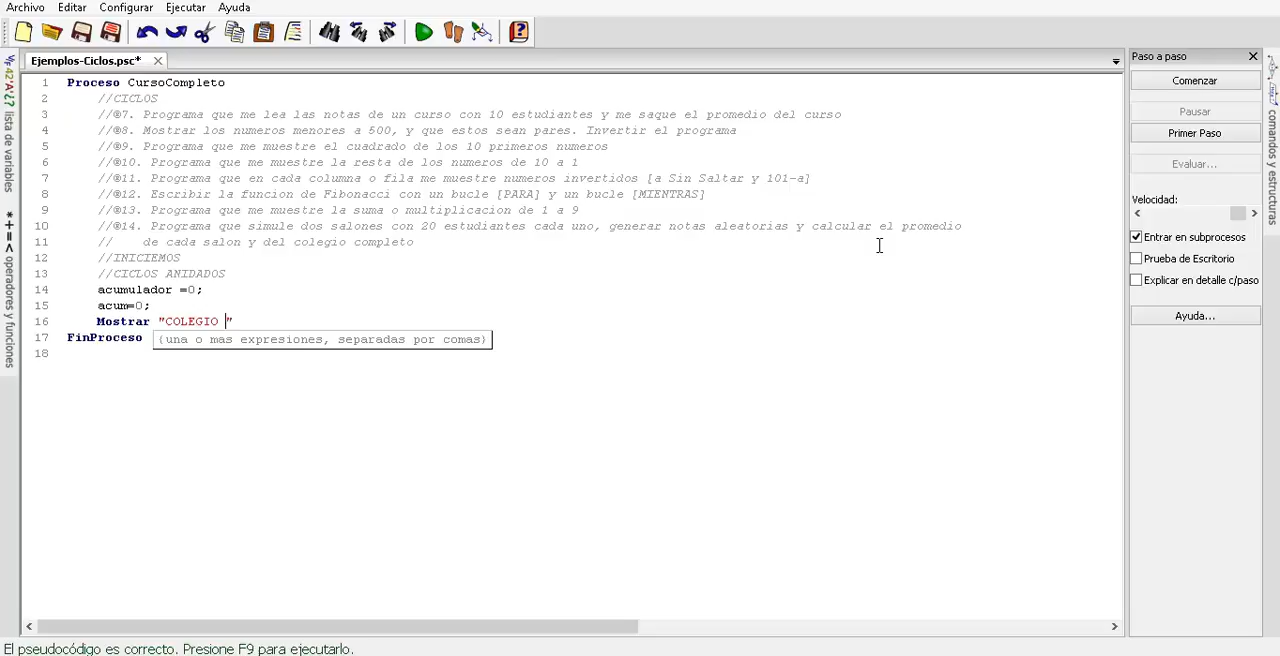 Archivo Editar Configurar Ejecutar Ayuda
Ejemplos-Ciclos.psc*
1 Proceso CursoCompleto
2 //CICLOS
3 //®7. Programa que me lea las notas de un curso con 10 estudiantes y me saque el promedio del curso
4 //®8. Mostrar los numeros menores a 500, y que estos sean pares. Invertir el programa
5 //®9. Programa que me muestre el cuadrado de los 10 primeros numeros
6 //®10. Programa que me muestre la resta de los numeros de 10 a 1
7 //®11. Programa que en cada columna o fila me muestre numeros invertidos [a Sin Saltar y 101-a]
8 //®12. Escribir la funcion de Fibonacci con un bucle [PARA] y un bucle [MIENTRAS]
9 //®13. Programa que me muestre la suma o multiplicacion de 1 a 9
10 //®14. Programa que simule dos salones con 20 estudiantes cada uno, generar notas aleatorias y calcular el promedio
11 // de cada salon y del colegio completo
12 //INICIEMOS
13 //CICLOS ANIDADOS
14 acumulador =0;
15 acum=0;
16 Mostrar "COLEGIO "
17 FinProceso
{una o mas expresiones, separadas por comas}
18
lista de variables
*+=< operadores y funciones
Paso a paso
Comenzar
Pausar
Primer Paso
Evaluar...
Velocidad:
Entrar en subprocesos
Prueba de Escritorio
Explicar en detalle c/paso
Ayuda...
comandos y estructuras
El pseudocódigo es correcto. Presione F9 para ejecutarlo.